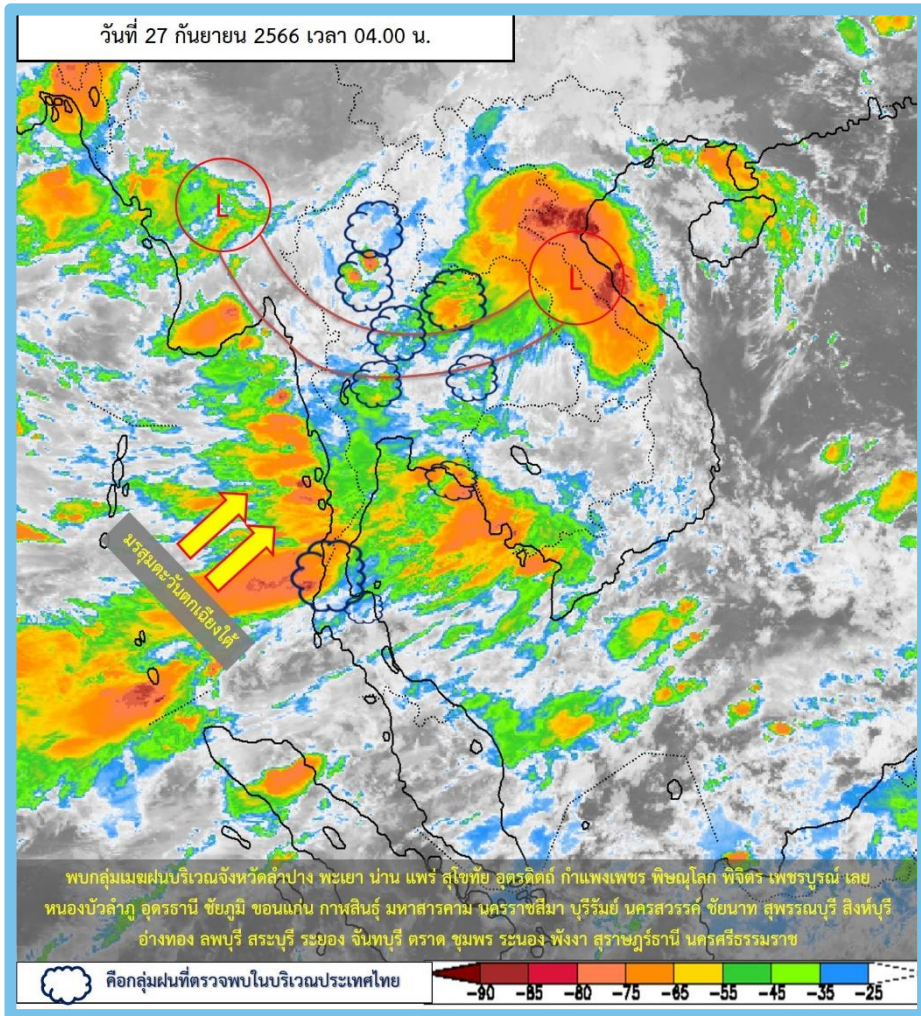 วันที่ 27 กันยายน 2566 เวลา 04.00 น.
L
L
มรสุมตะวันตกเฉียงใต้
พบกลุ่มเมฆฝนบริเวณจังหวัดลำปาง พะเยา น่าน แพร่ สุโขทัย อุตรดิตถ์ กำแพงเพชร พิษณุโลก พิจิตร เพชรบูรณ์ เลย
หนองบัวลำภู อุดรธานี ชัยภูมิ ขอนแก่น กาฬสินธุ์ มหาสารคาม นครราชสีมา บุรีรัมย์ นครสวรรค์ ชัยนาท สุพรรณบุรี สิงห์บุรี
อ่างทอง ลพบุรี สระบุรี ระยอง จันทบุรี ตราด ชุมพร ระนอง พังงา สุราษฎร์ธานี นครศรีธรรมราช
คือกลุ่มฝนที่ตรวจพบในบริเวณประเทศไทย
-90 -85 -80 -75 -65 -55 -45 -35 -25